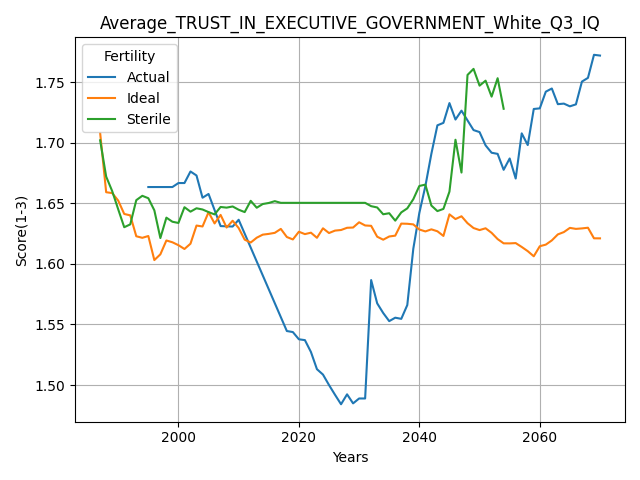 Average_TRUST_IN_EXECUTIVE_GOVERNMENT_White_Q3_IQ
Fertility
Actual
Ideal
Sterile
1.75
1.70
1.65
1.60
1.55
1.50
Score(1-3)
2000
2020
2040
2060
Years